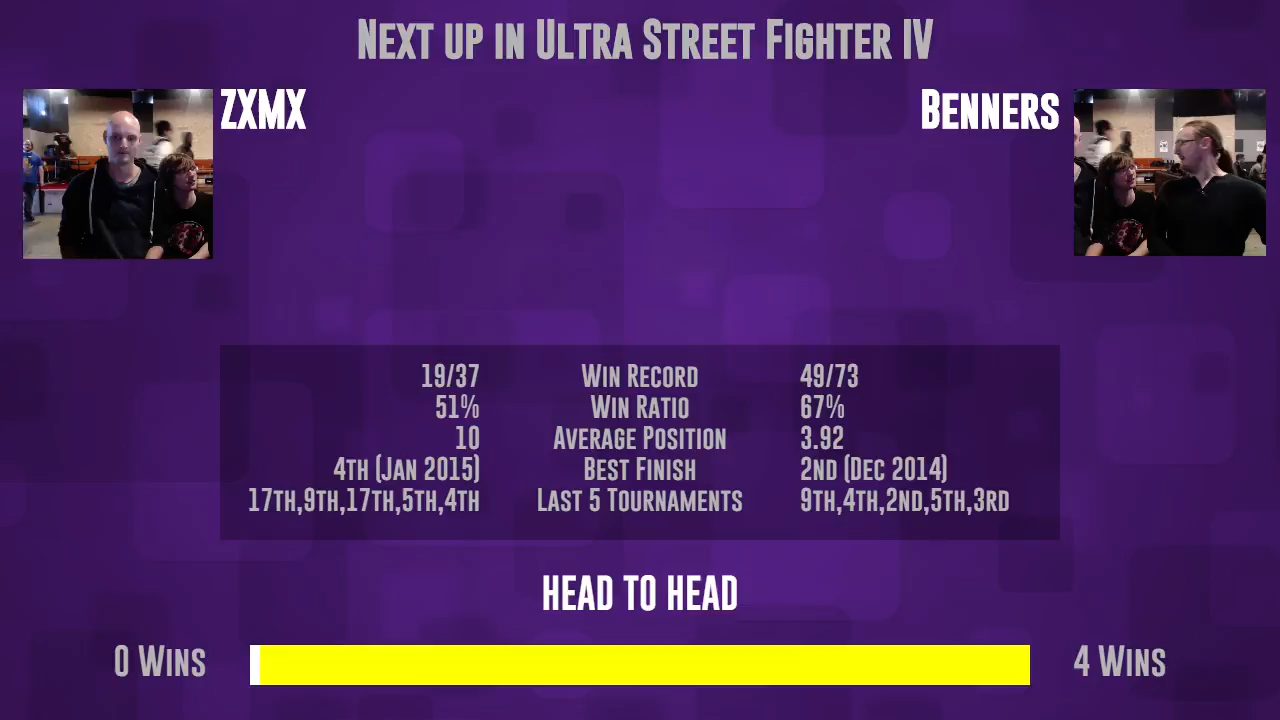 Next up in Ultra Street Fighter IV
ZXMX
Benners
19/37 Win Record 49/73
51% Win Ratio 67%
10 Average Position 3.92
4th (Jan 2015) Best Finish 2nd (Dec 2014)
17th,9th,17th,5th,4th Last 5 Tournaments 9th,4th,2nd,5th,3rd
HEAD TO HEAD
0 Wins
4 Wins